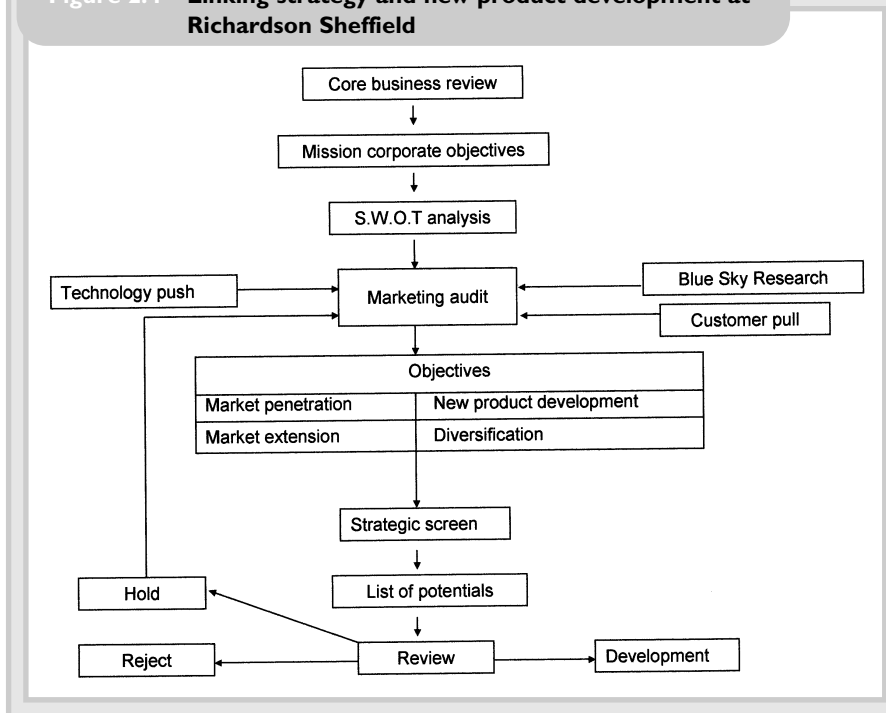 Linking strategy and new product development at
Richardson Sheffield
Core business review
Mission corporate objectives
S.W.O.T analysis
Technology push
Marketing audit
Blue Sky Research
Customer pull
Objectives
Market penetration
New product development
Market extension
Diversification
Strategic screen
List of potentials
Hold
Reject
Review
Development